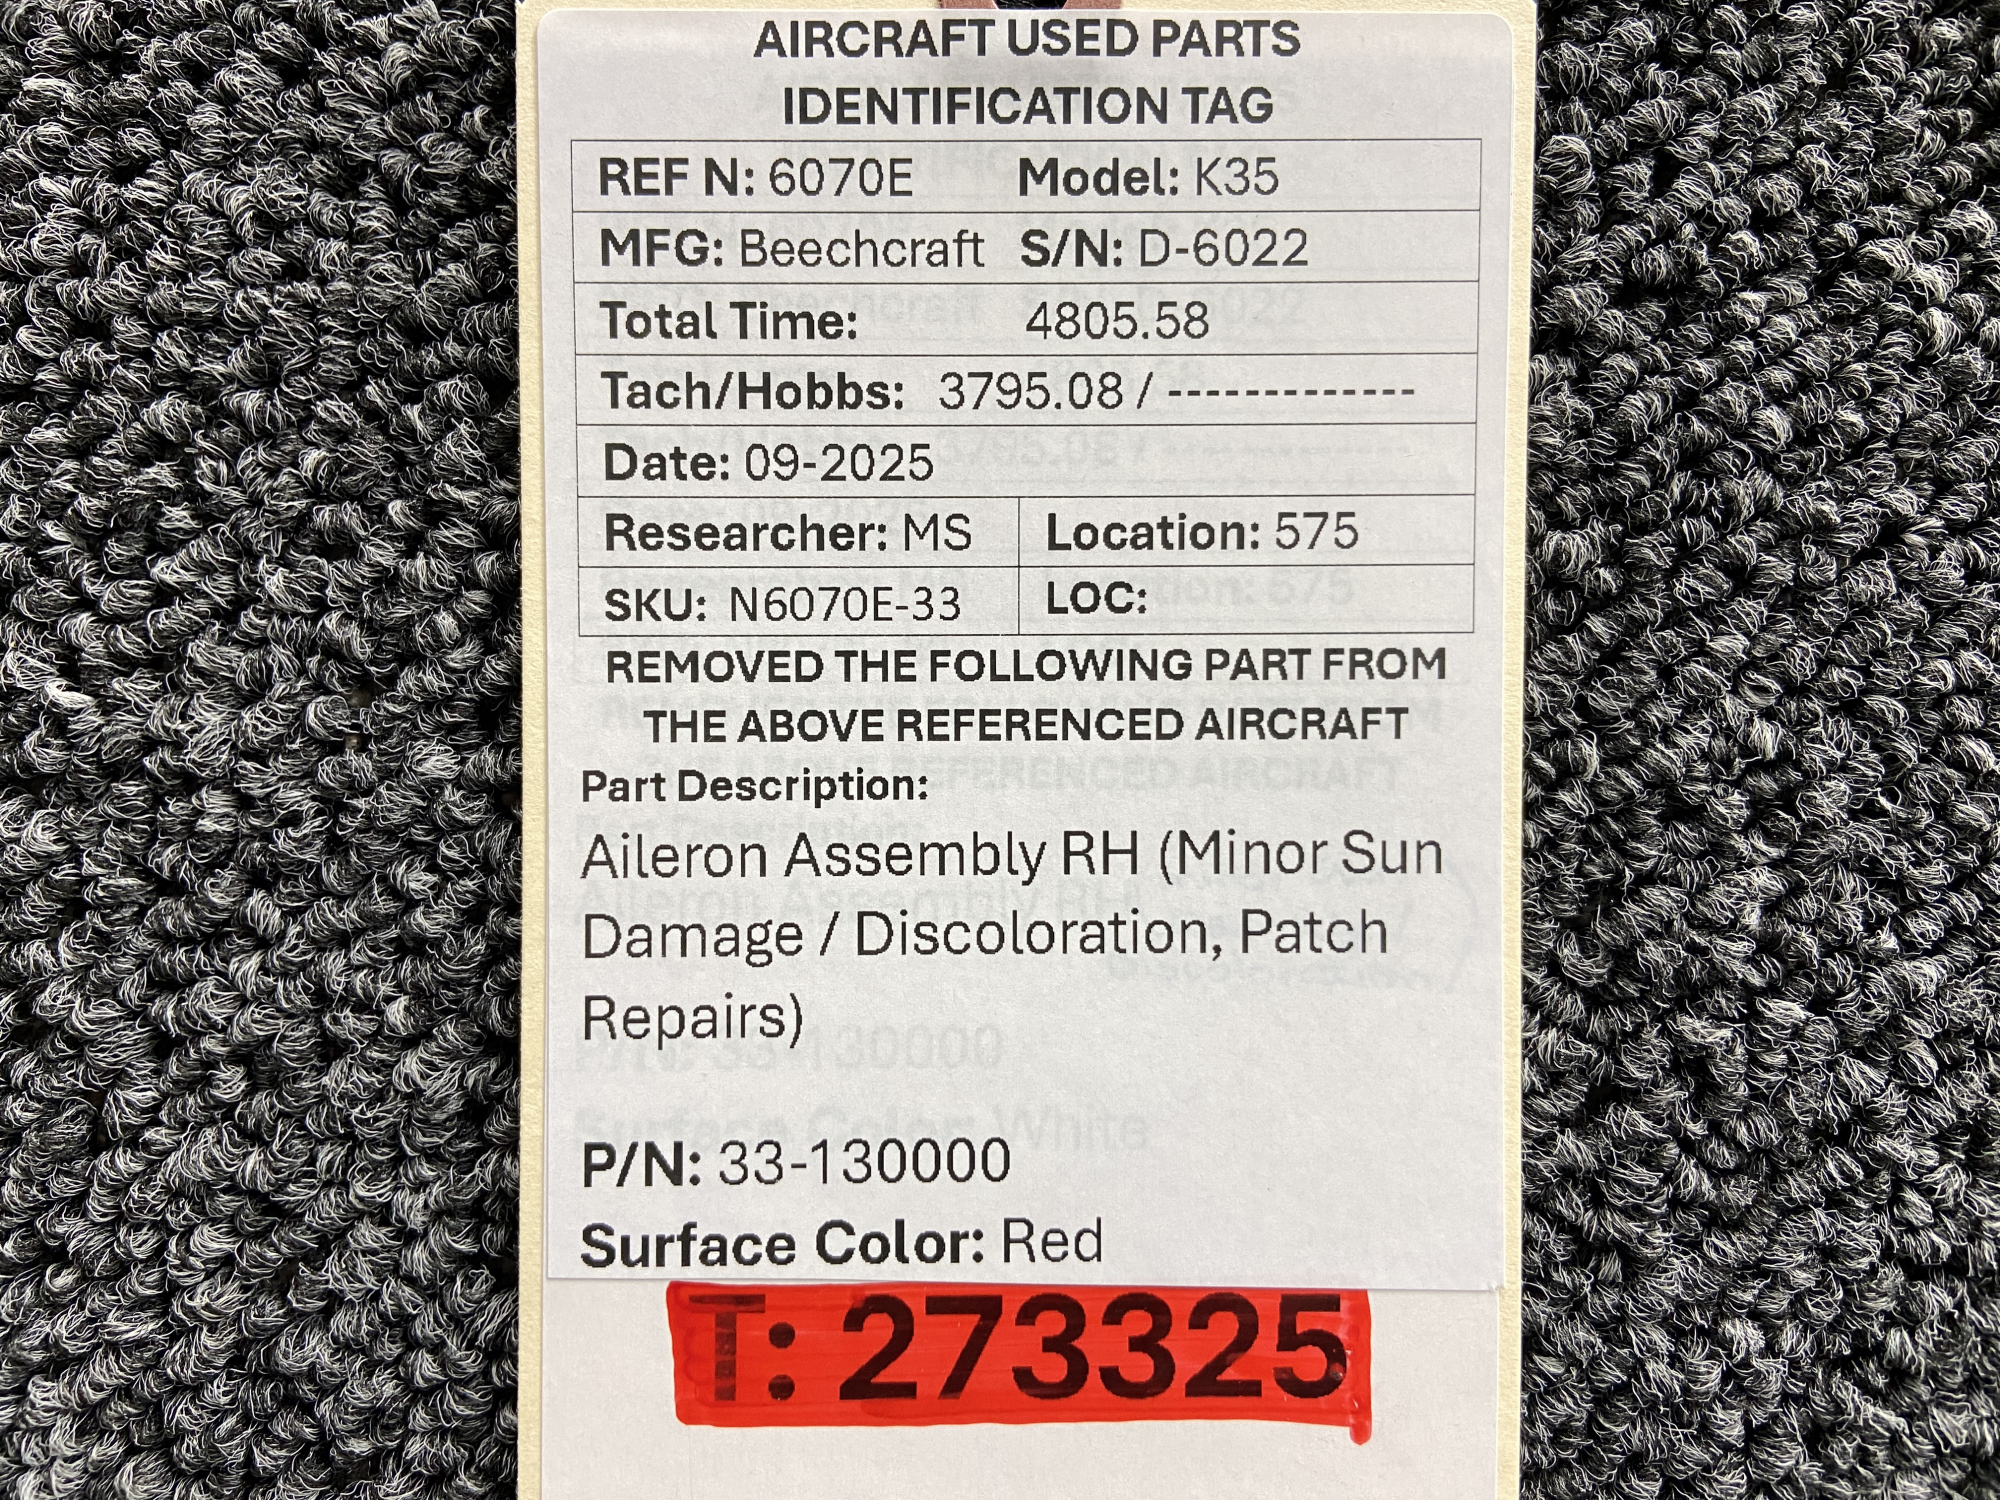 AIRCRAFT USED PARTS
IDENTIFICATION TAG
REF N: 6070E Model: K35
MFG: Beechcraft S/N: D-6022
Total Time: 4805.58
Tach/Hobbs: 3795.08 / -------------
Date: 09-2025
Researcher: MS Location: 575
SKU: N6070E-33 LOC:
REMOVED THE FOLLOWING PART FROM
THE ABOVE REFERENCED AIRCRAFT
Part Description:
Aileron Assembly RH (Minor Sun
Damage / Discoloration, Patch
Repairs)
P/N: 33-130000
Surface Color: Red
T: 273325